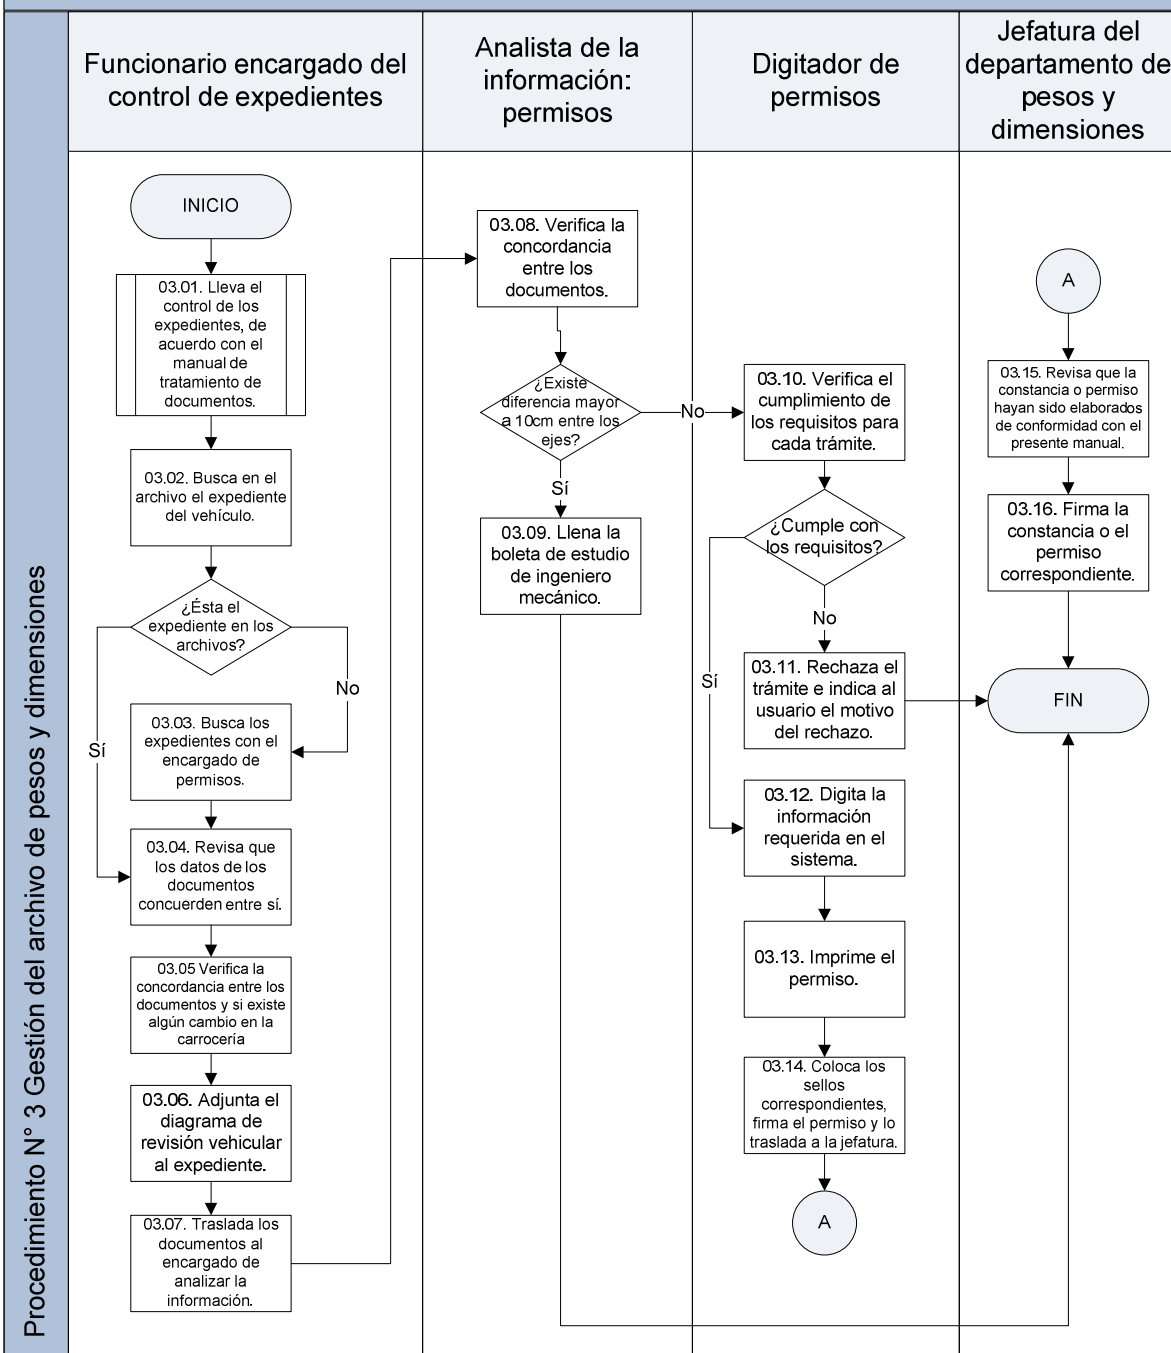 Procedimiento N° 3 Gestión del archivo de pesos y dimensiones
Funcionario encargado del
control de expedientes
Analista de la
información:
permisos
Digitador de
permisos
Jefatura del
departamento de
pesos y
dimensiones
INICIO
03.01. Lleva el
control de los
expedientes, de
acuerdo con el
manual de
tratamiento de
documentos.
03.02. Busca en el
archivo el expediente
del vehículo.
¿Ésta el
expediente en los
archivos?
No
Sí
03.03. Busca los
expedientes con el
encargado de
permisos.
03.04. Revisa que
los datos de los
documentos
concuerden entre sí.
03.05 Verifica la
concordancia entre los
documentos y si existe
algún cambio en la
carrocería
03.06. Adjunta el
diagrama de
revisión vehicular
al expediente.
03.07. Traslada los
documentos al
encargado de
analizar la
información.
03.08. Verifica la
concordancia
entre los
documentos.
¿Existe
diferencia mayor
a 10cm entre los
ejes?
No
Sí
03.09. Llena la
boleta de estudio
de ingeniero
mecánico.
03.10. Verifica el
cumplimiento de
los requisitos para
cada trámite.
¿Cumple con
los requisitos?
No
Sí
03.11. Rechaza el
trámite e indica al
usuario el motivo
del rechazo.
03.12. Digita la
información
requerida en el
sistema.
03.13. Imprime el
permiso.
03.14. Coloca los
sellos
correspondientes,
firma el permiso y lo
traslada a la jefatura.
A
A
03.15. Revisa que la
constancia o permiso
hayan sido elaborados
de conformidad con el
presente manual.
03.16. Firma la
constancia o el
permiso
correspondiente.
FIN